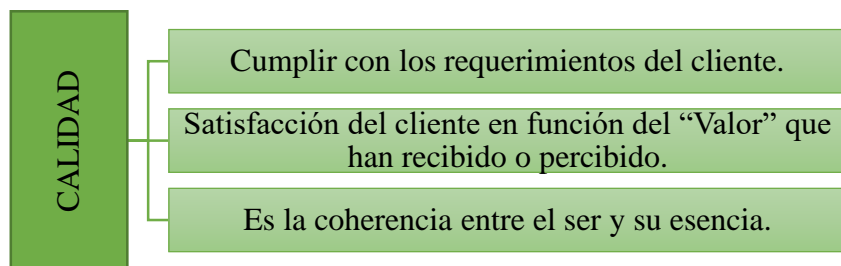 CALIDAD
Cumplir con los requerimientos del cliente.
Satisfacción del cliente en función del “Valor” que
han recibido o percibido.
Es la coherencia entre el ser y su esencia.